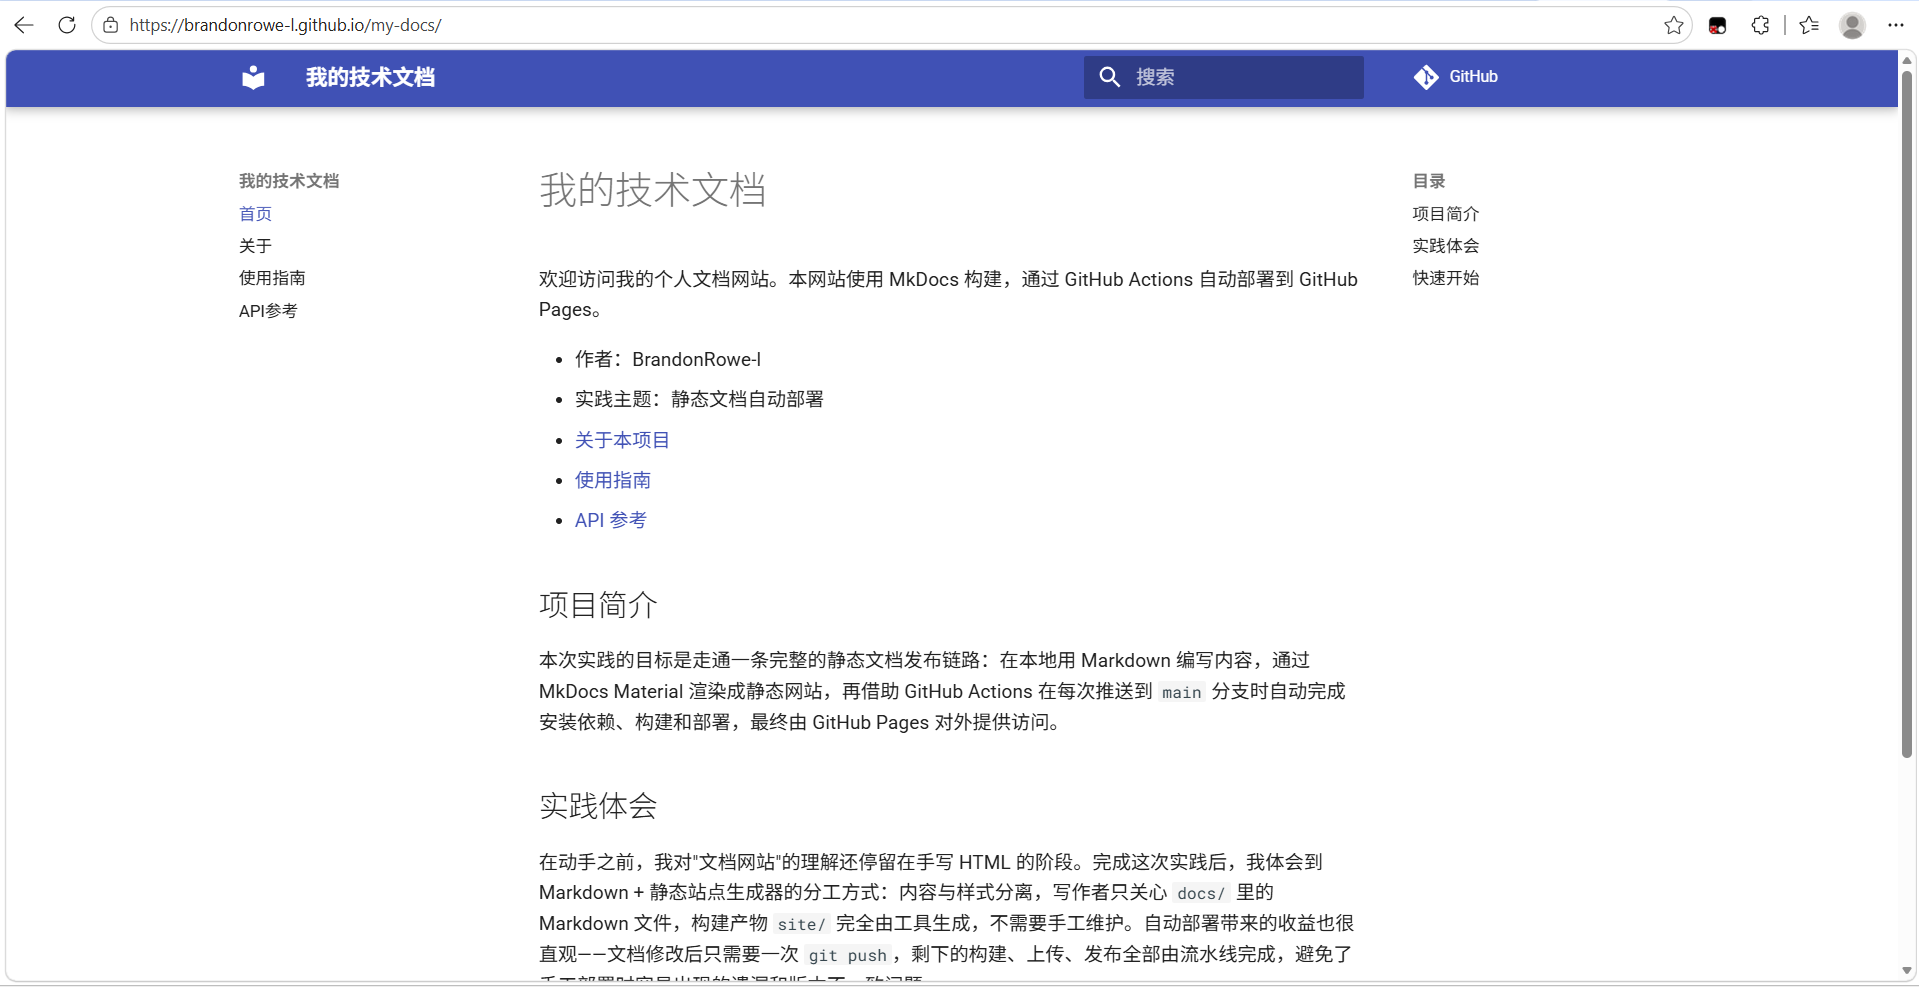 https://brandonrowe-l.github.io/my-docs/
我的技术文档
搜索
GitHub
我的技术文档
首页
关于
使用指南
API参考
我的技术文档
欢迎访问我的个人文档网站。本网站使用 MkDocs 构建，通过 GitHub Actions 自动部署到 GitHub
Pages。
作者：BrandonRowe-l
实践主题：静态文档自动部署
关于本项目
使用指南
API 参考
项目简介
本次实践的目标是走通一条完整的静态文档发布链路：在本地用 Markdown 编写内容，通过
MkDocs Material 渲染成静态网站，再借助 GitHub Actions 在每次推送到 main 分支时自动完成
安装依赖、构建和部署，最终由 GitHub Pages 对外提供访问。
实践体会
在动手之前，我对"文档网站"的理解还停留在手写 HTML 的阶段。完成这次实践后，我体会到
Markdown + 静态站点生成器的分工方式：内容与样式分离，写作者只关心 docs/ 里的
Markdown 文件，构建产物 site/ 完全由工具生成，不需要手工维护。自动部署带来的收益也很
直观——文档修改后只需要一次 git push，剩下的构建、上传、发布全部由流水线完成，避免了
目录
项目简介
实践体会
快速开始